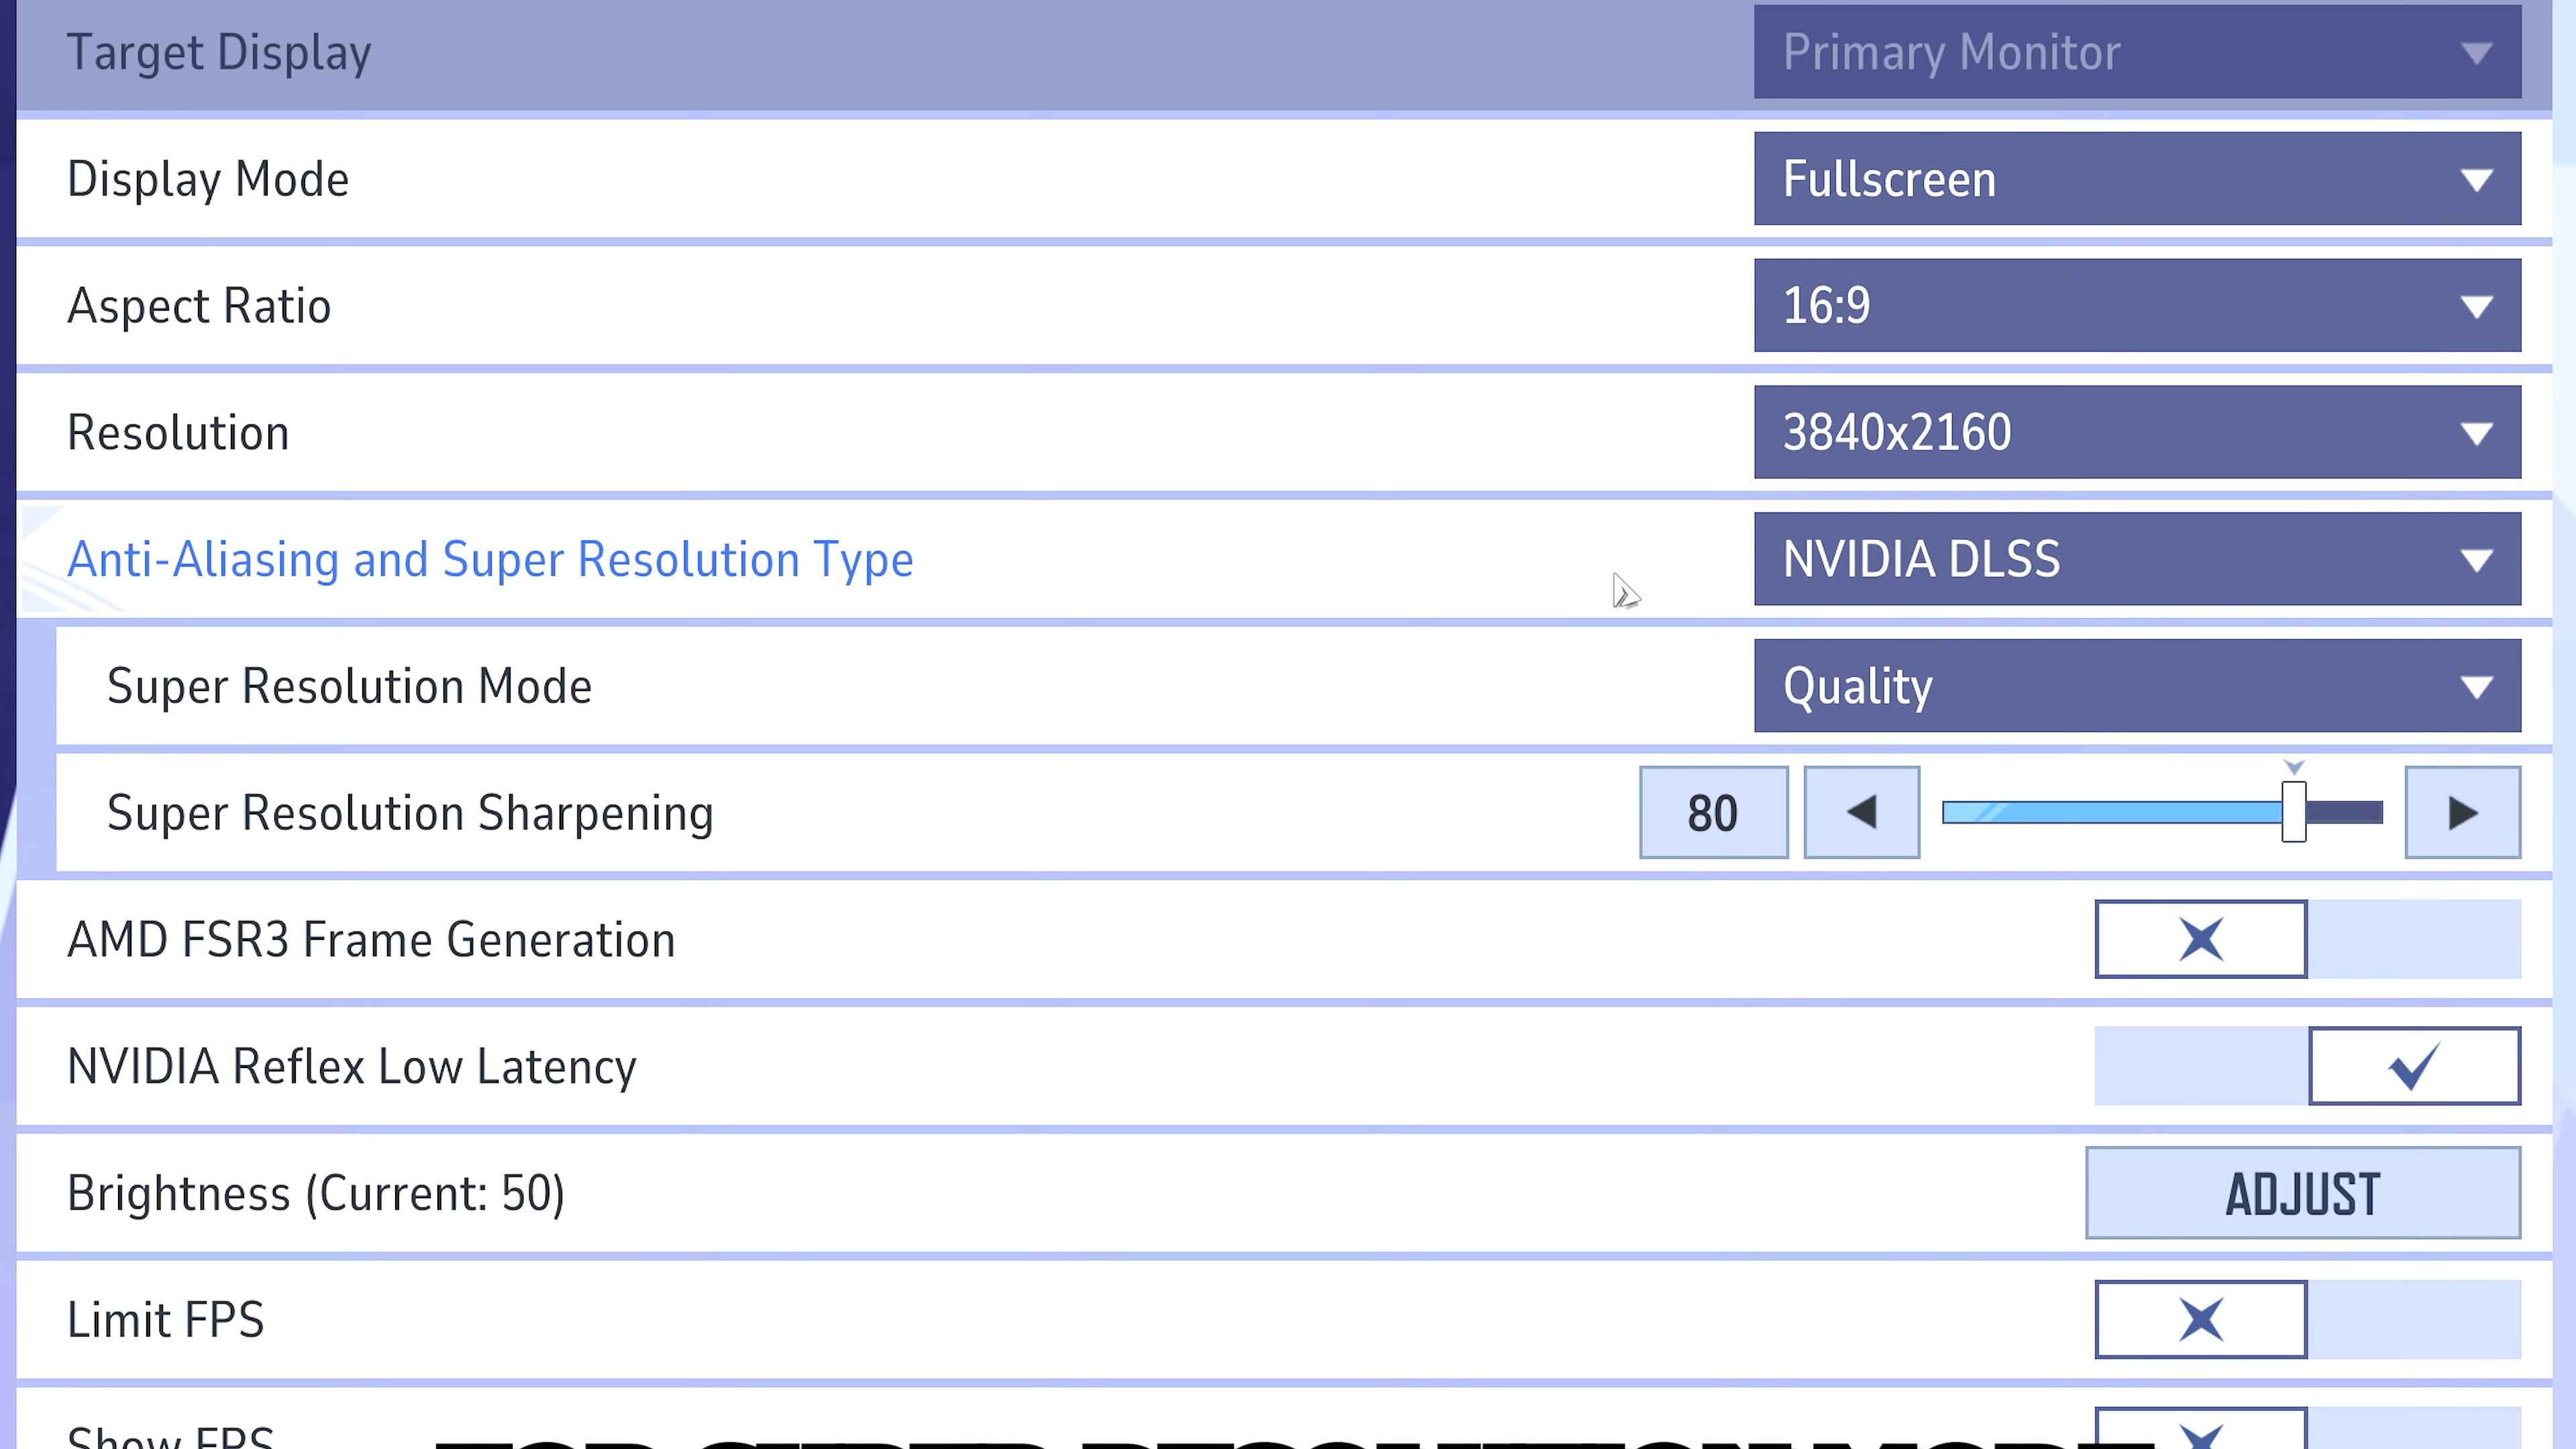 Target Display Primary Monitor
Display Mode Fullscreen
Aspect Ratio 16:9
Resolution 3840x2160
Anti-Aliasing and Super Resolution Type NVIDIA DLSS
Super Resolution Mode Quality
Super Resolution Sharpening 80
AMD FSR3 Frame Generation
NVIDIA Reflex Low Latency
Brightness (Current: 50) ADJUST
Limit FPS
Show FPS